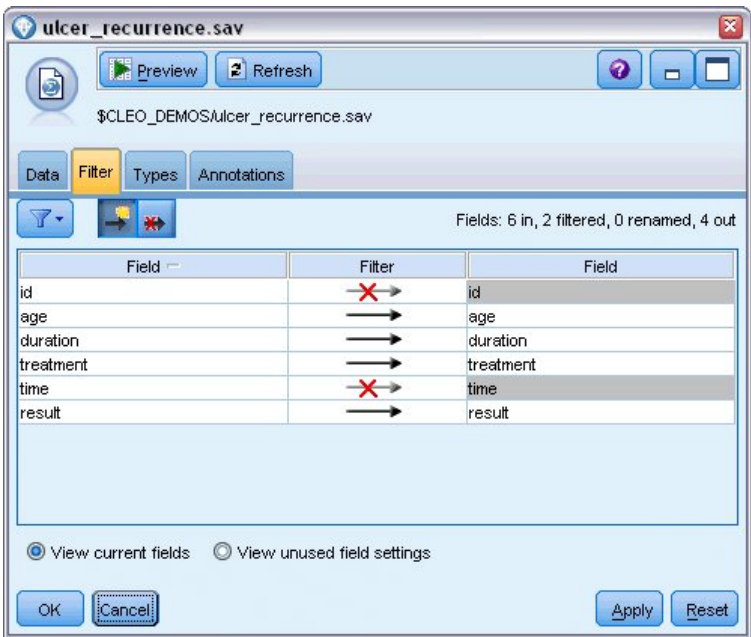 ulcer_recurrence.sav
Preview Refresh
$CLEO_DEMOS/ulcer_recurrence.sav
Data Filter Types Annotations
Fields: 6 in, 2 filtered, 0 renamed, 4 out
Field Filter Field
id id
age age
duration duration
treatment treatment
time time
result result
View current fields View unused field settings
OK Cancel Apply Reset